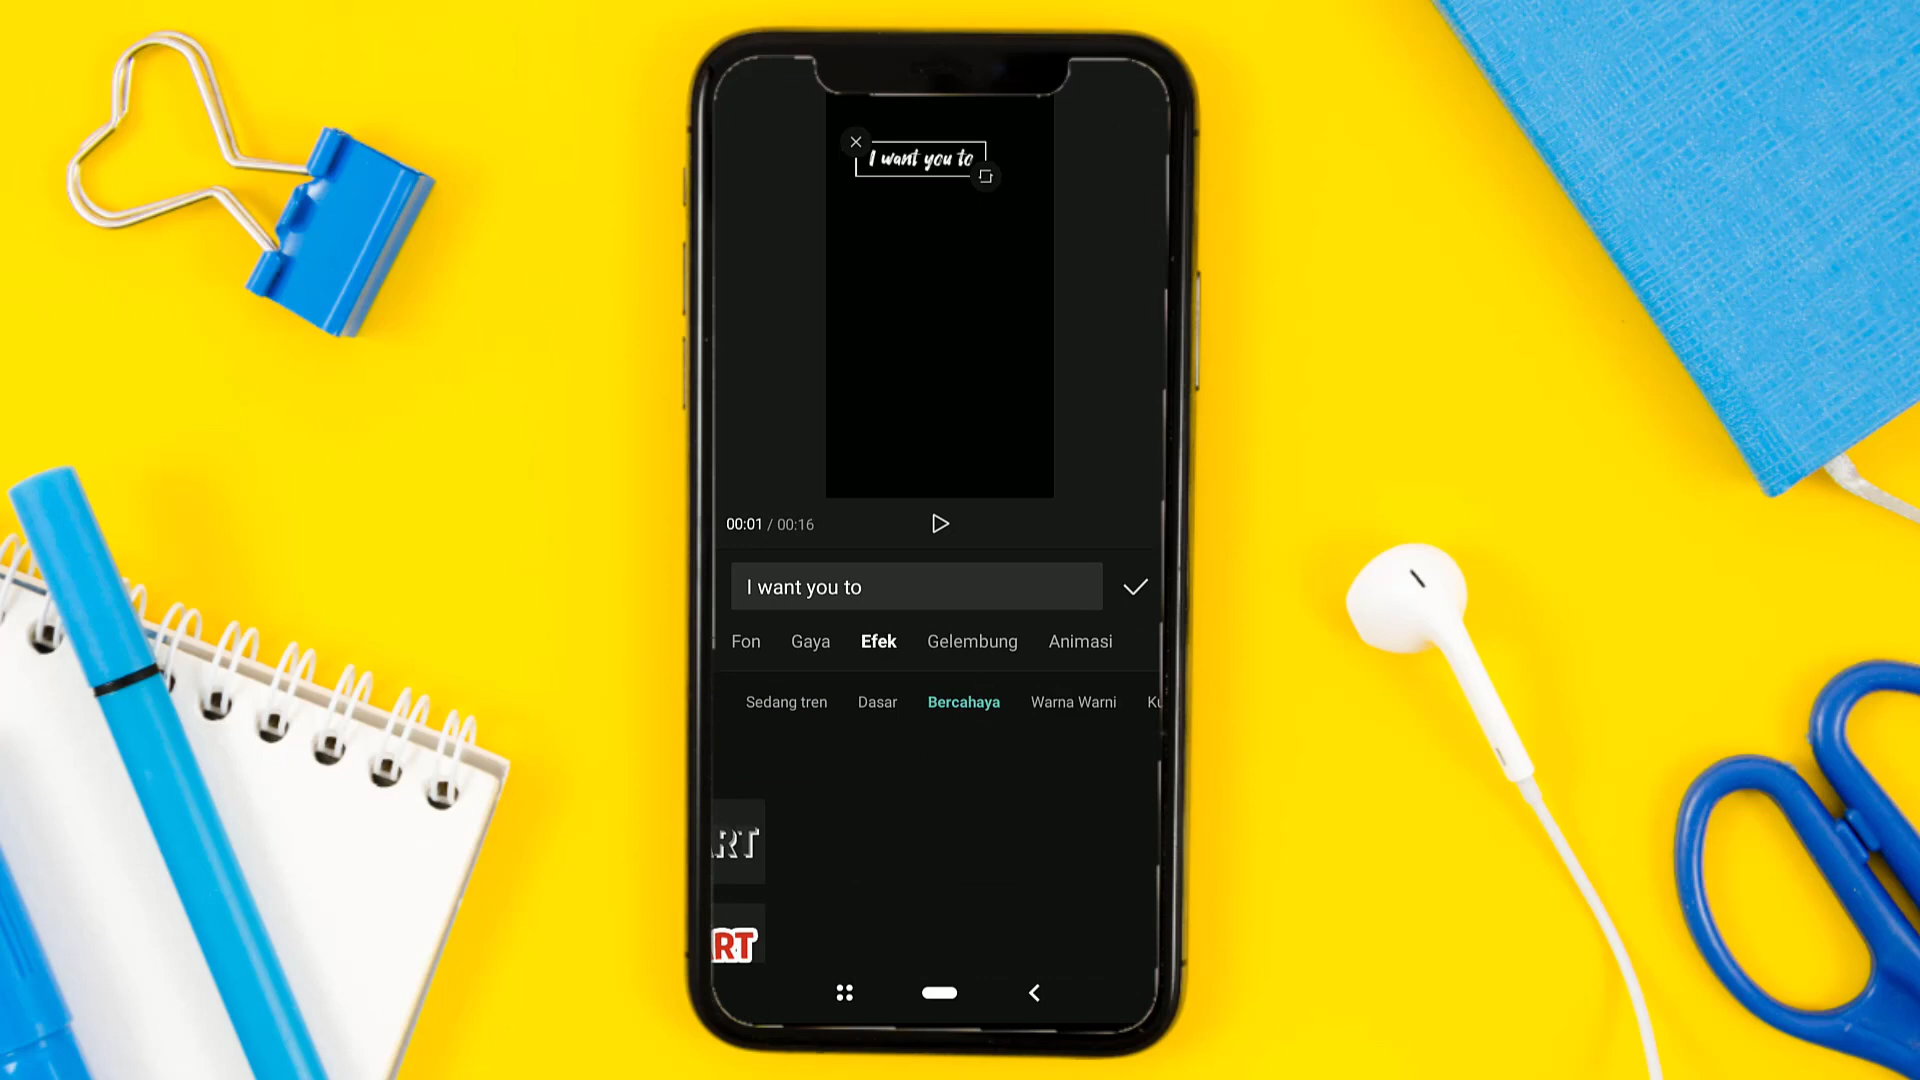 I want you to
00:01 / 00:16
I want you to
Fon Gaya Efek Gelembung Animasi
Sedang tren Dasar Bercahaya Warna Warni
RT
RT